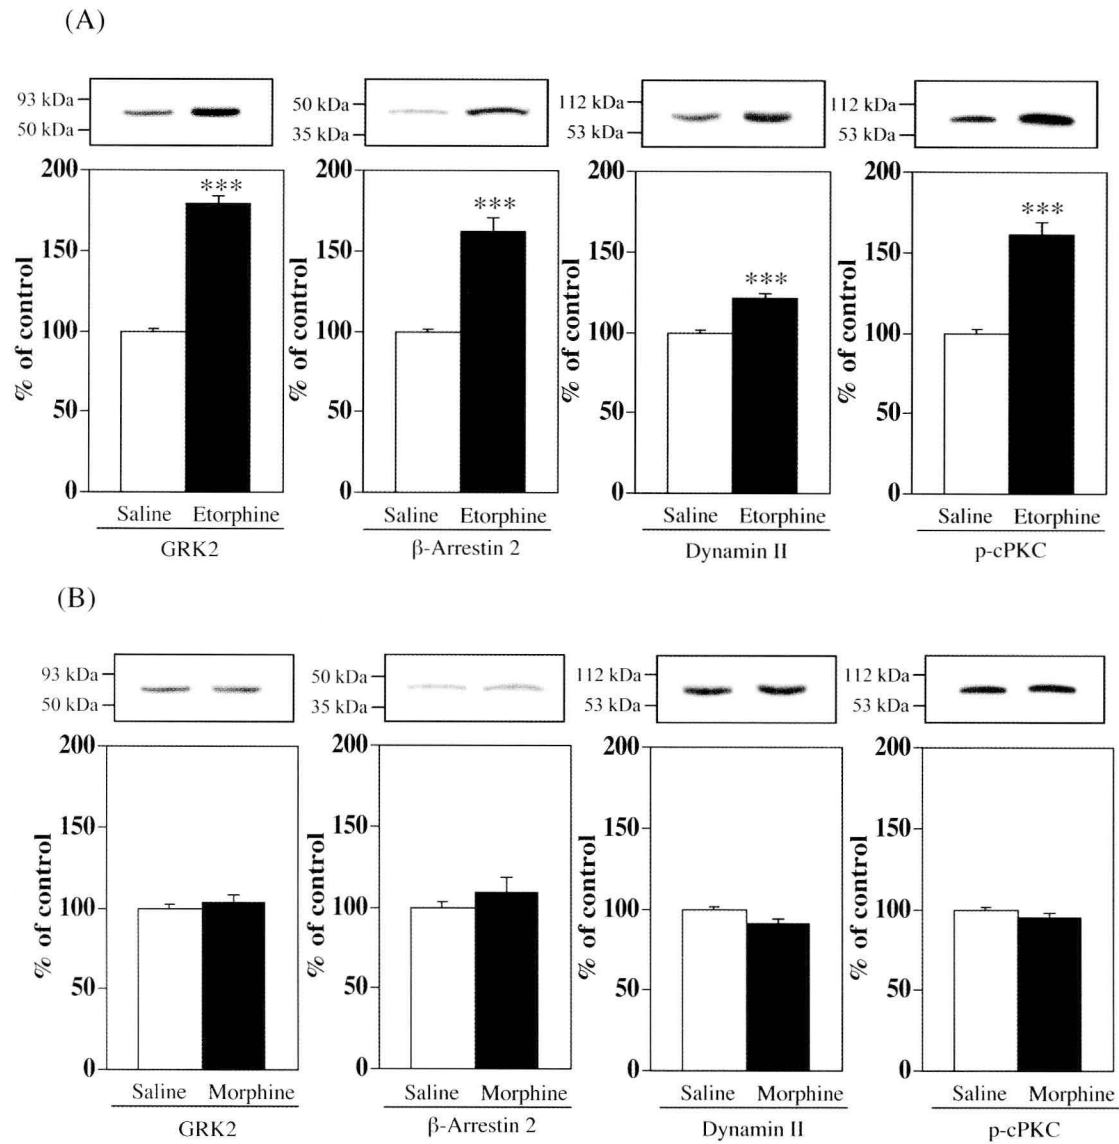 (A)
93 kDa
50 kDa
50 kDa
35 kDa
112 kDa
53 kDa
112 kDa
53 kDa
% of control
200
150
100
50
0
***
Saline Etorphine
GRK2
% of control
200
150
100
50
0
***
Saline Etorphine
β-Arrestin 2
% of control
200
150
100
50
0
***
Saline Etorphine
Dynamin II
% of control
200
150
100
50
0
***
Saline Etorphine
p-cPKC
(B)
93 kDa
50 kDa
50 kDa
35 kDa
112 kDa
53 kDa
112 kDa
53 kDa
% of control
200
150
100
50
0
Saline Morphine
GRK2
% of control
200
150
100
50
0
Saline Morphine
β-Arrestin 2
% of control
200
150
100
50
0
Saline Morphine
Dynamin II
% of control
200
150
100
50
0
Saline Morphine
p-cPKC